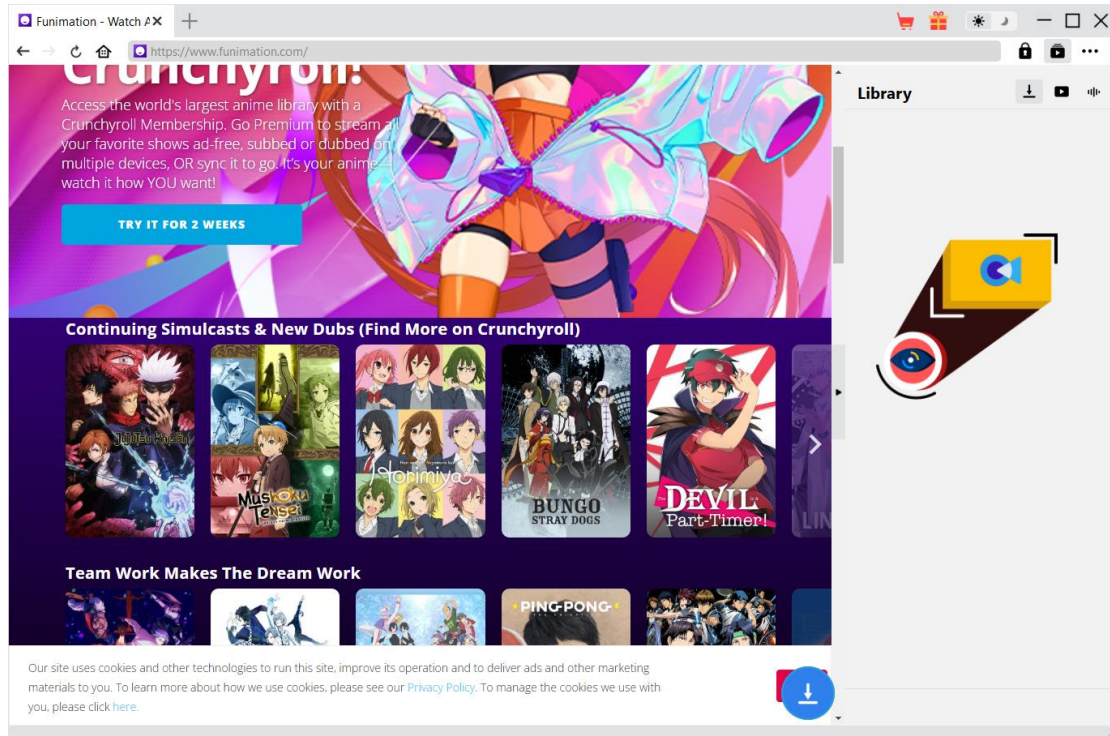 Funimation - Watch A
https://www.funimation.com/
Crunchyroll!
Access the world's largest anime library with a
Crunchyroll Membership. Go Premium to stream all
your favorite shows ad-free, subbed or dubbed on
multiple devices, OR sync it to go. It's your anime—
watch it how YOU want!
TRY IT FOR 2 WEEKS
Library
Continuing Simulcasts & New Dubs (Find More on Crunchyroll)
Jujutsu Kaisen
Mushoku
Tensei
Horimiya
BUNGO
STRAY DOGS
The DEVIL is a
Part-Timer!
LIN
Team Work Makes The Dream Work
PING-PONG
Our site uses cookies and other technologies to run this site, improve its operation and to deliver ads and other marketing
materials to you. To learn more about how we use cookies, please see our Privacy Policy. To manage the cookies we use with
you, please click here.